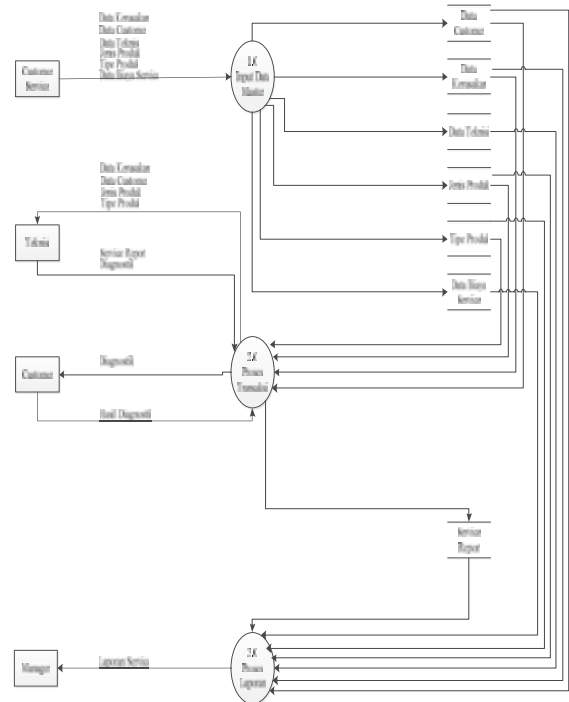 Data Kerusakan
Data Customer
Data Teknisi
Jenis Produk
Tipe Produk
Data Biaya Service
Customer
Service
1.0
Input Data
Master
Data
Customer
Data
Kerusakan
Data Teknisi
Jenis Produk
Tipe Produk
Data Biaya
Service
Data Kerusakan
Data Customer
Jenis Produk
Tipe Produk
Teknisi
Service Report
Diagnostik
Customer
Diagnostik
Hasil Diagnostik
2.0
Proses
Transaksi
Service
Report
Manager
Laporan Service
3.0
Proses
Laporan